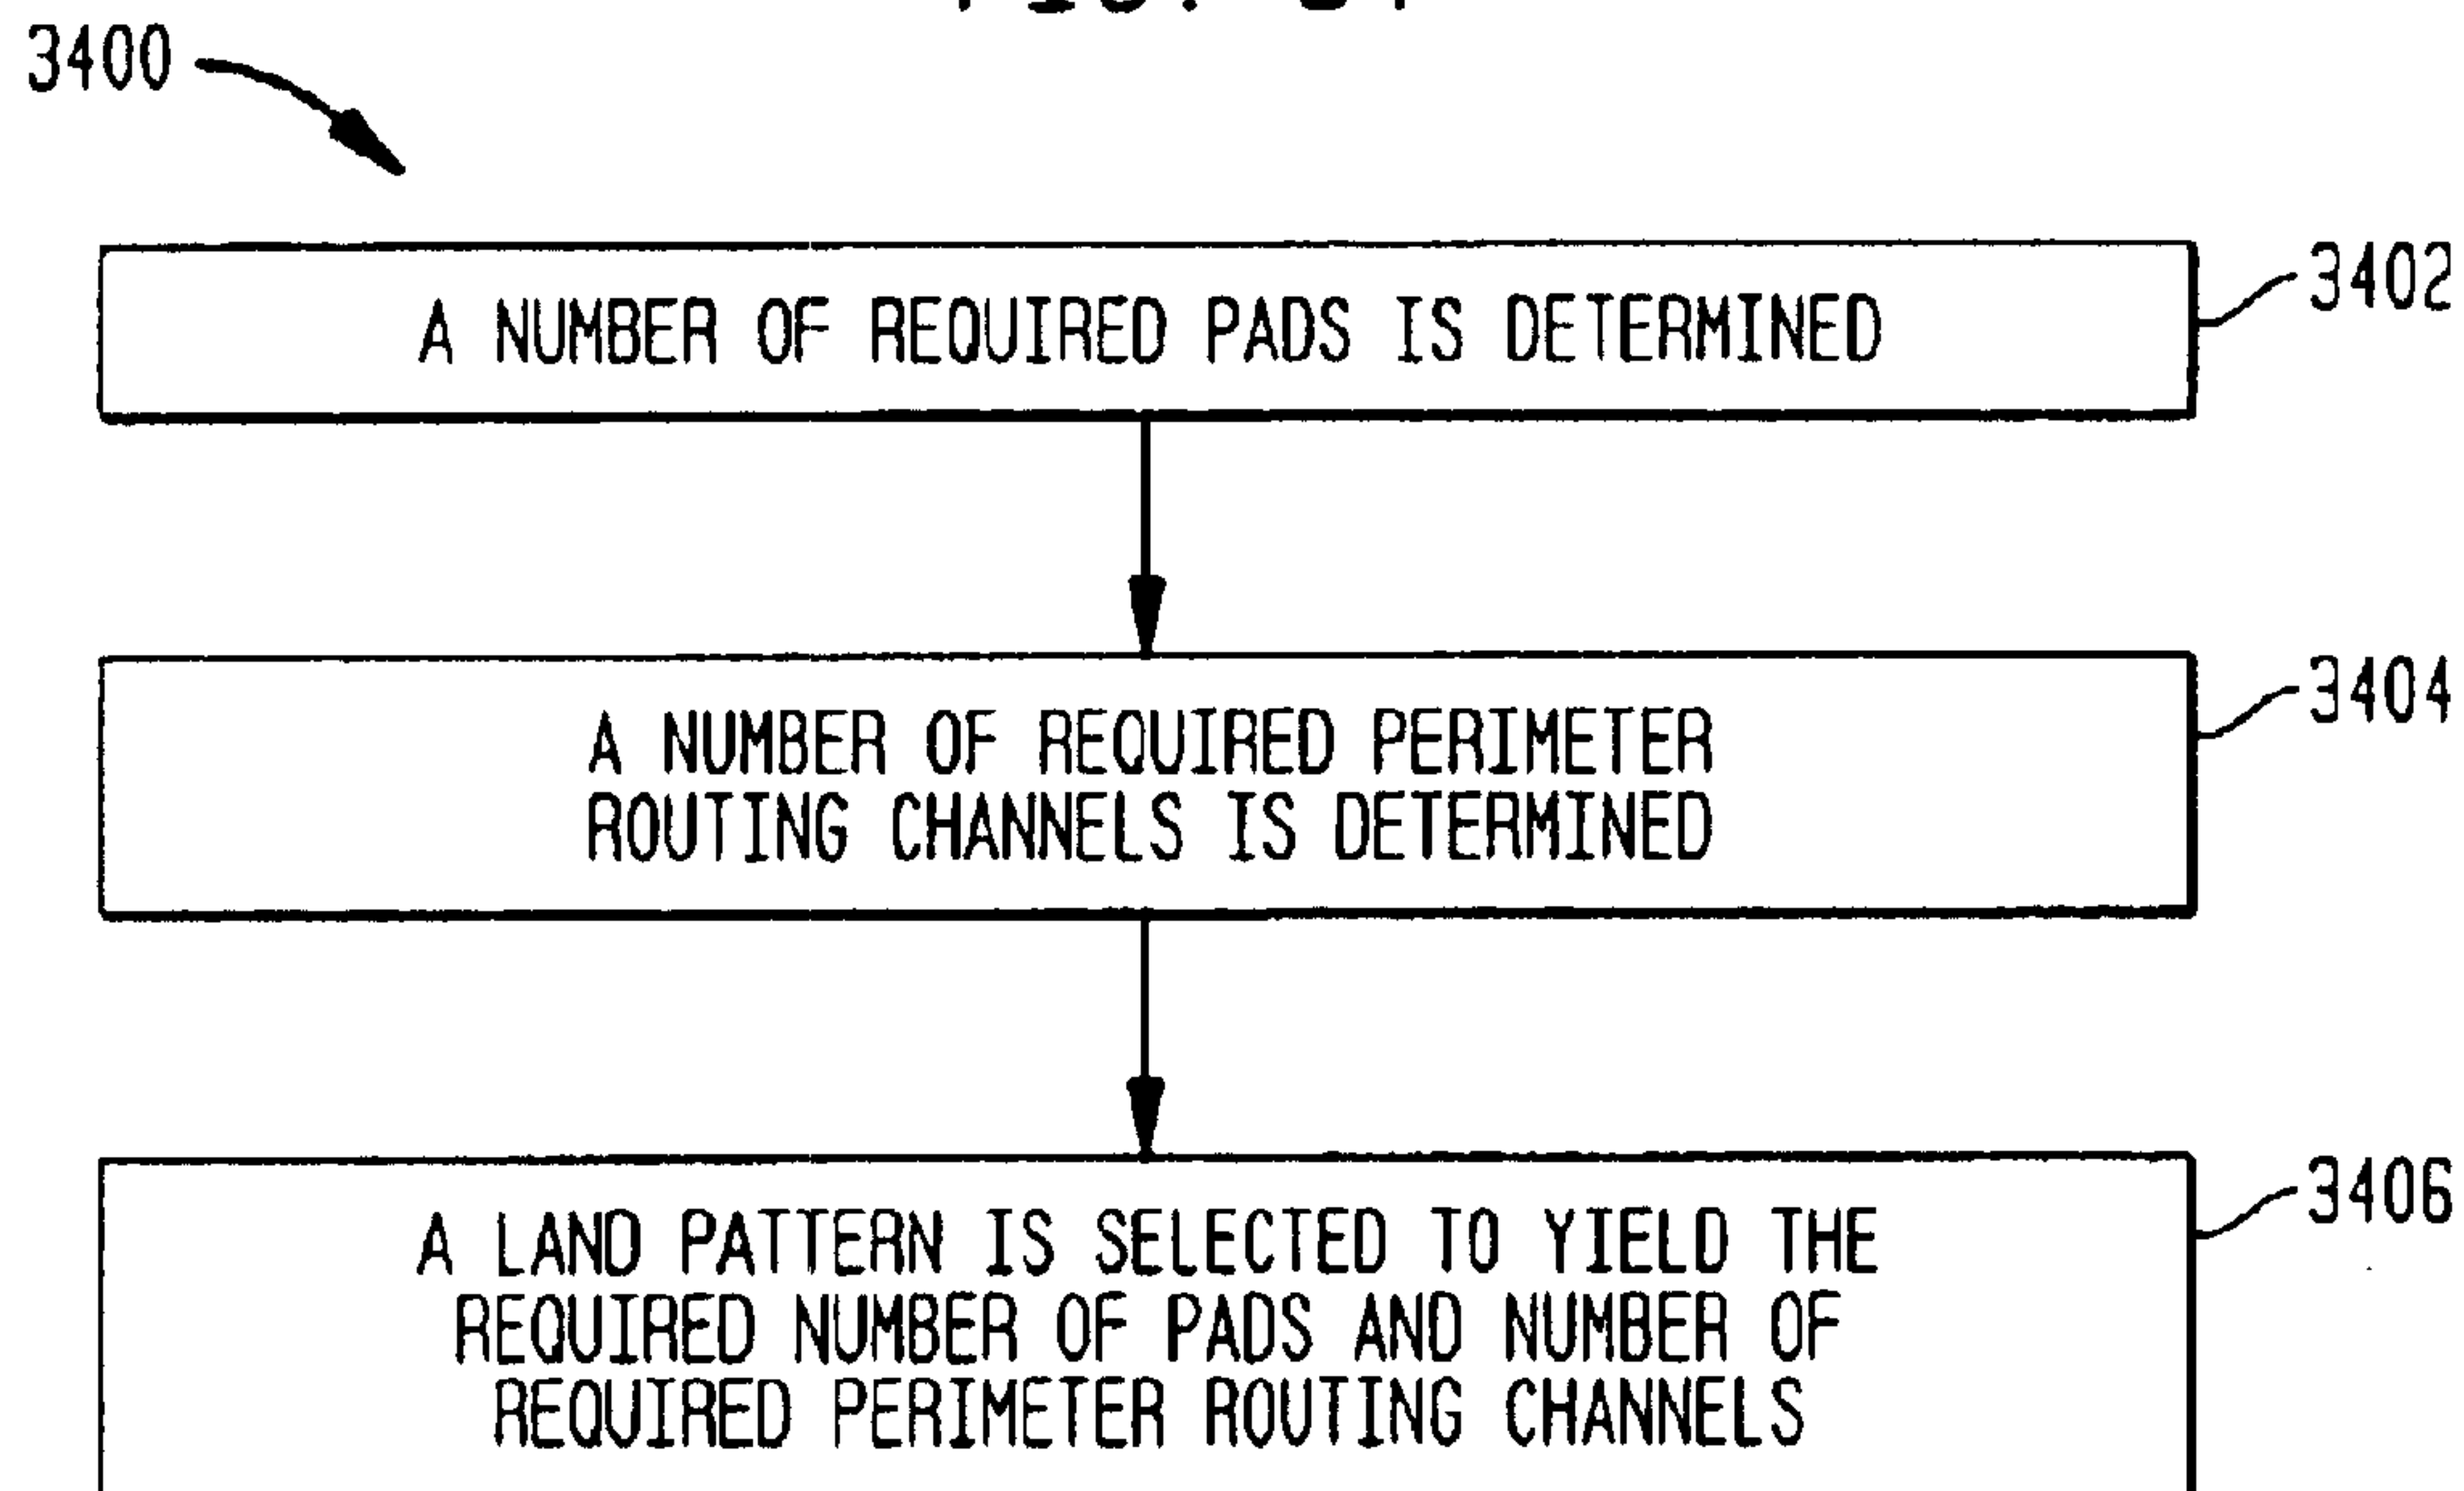 3400
3402
A NUMBER OF REQUIRED PADS IS DETERMINED
3404
A NUMBER OF REQUIRED PERIMETER
ROUTING CHANNELS IS DETERMINED
3406
A LAND PATTERN IS SELECTED TO YIELD THE
REQUIRED NUMBER OF PADS AND NUMBER OF
REQUIRED PERIMETER ROUTING CHANNELS